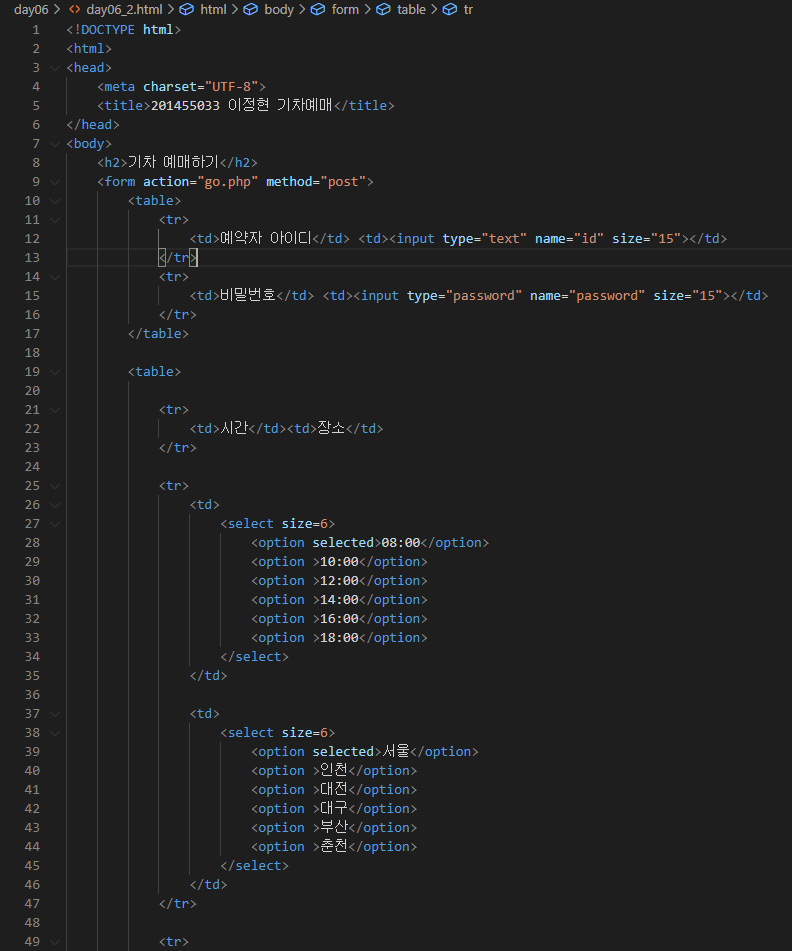 day06 > <> day06_2.html > html > body > form > table > tr
1 <!DOCTYPE html>
2 <html>
3 <head>
4 <meta charset="UTF-8">
5 <title>201455033 이정현 기차예매</title>
6 </head>
7 <body>
8 <h2>기차 예매하기</h2>
9 <form action="go.php" method="post">
10 <table>
11 <tr>
12 <td>예약자 아이디</td> <td><input type="text" name="id" size="15"></td>
13 </tr>
14 <tr>
15 <td>비밀번호</td> <td><input type="password" name="password" size="15"></td>
16 </tr>
17 </table>
18
19 <table>
20
21 <tr>
22 <td>시간</td><td>장소</td>
23 </tr>
24
25 <tr>
26 <td>
27 <select size=6>
28 <option selected>08:00</option>
29 <option >10:00</option>
30 <option >12:00</option>
31 <option >14:00</option>
32 <option >16:00</option>
33 <option >18:00</option>
34 </select>
35 </td>
36
37 <td>
38 <select size=6>
39 <option selected>서울</option>
40 <option >인천</option>
41 <option >대전</option>
42 <option >대구</option>
43 <option >부산</option>
44 <option >춘천</option>
45 </select>
46 </td>
47 </tr>
48
49 <tr>